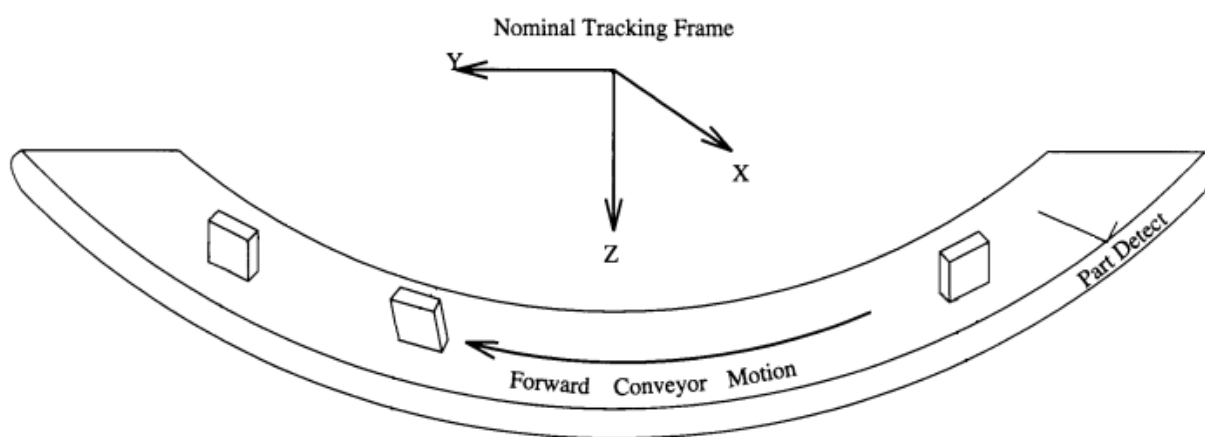 Nominal Tracking Frame
Y
X
Z
Part Detect
Forward Conveyor Motion